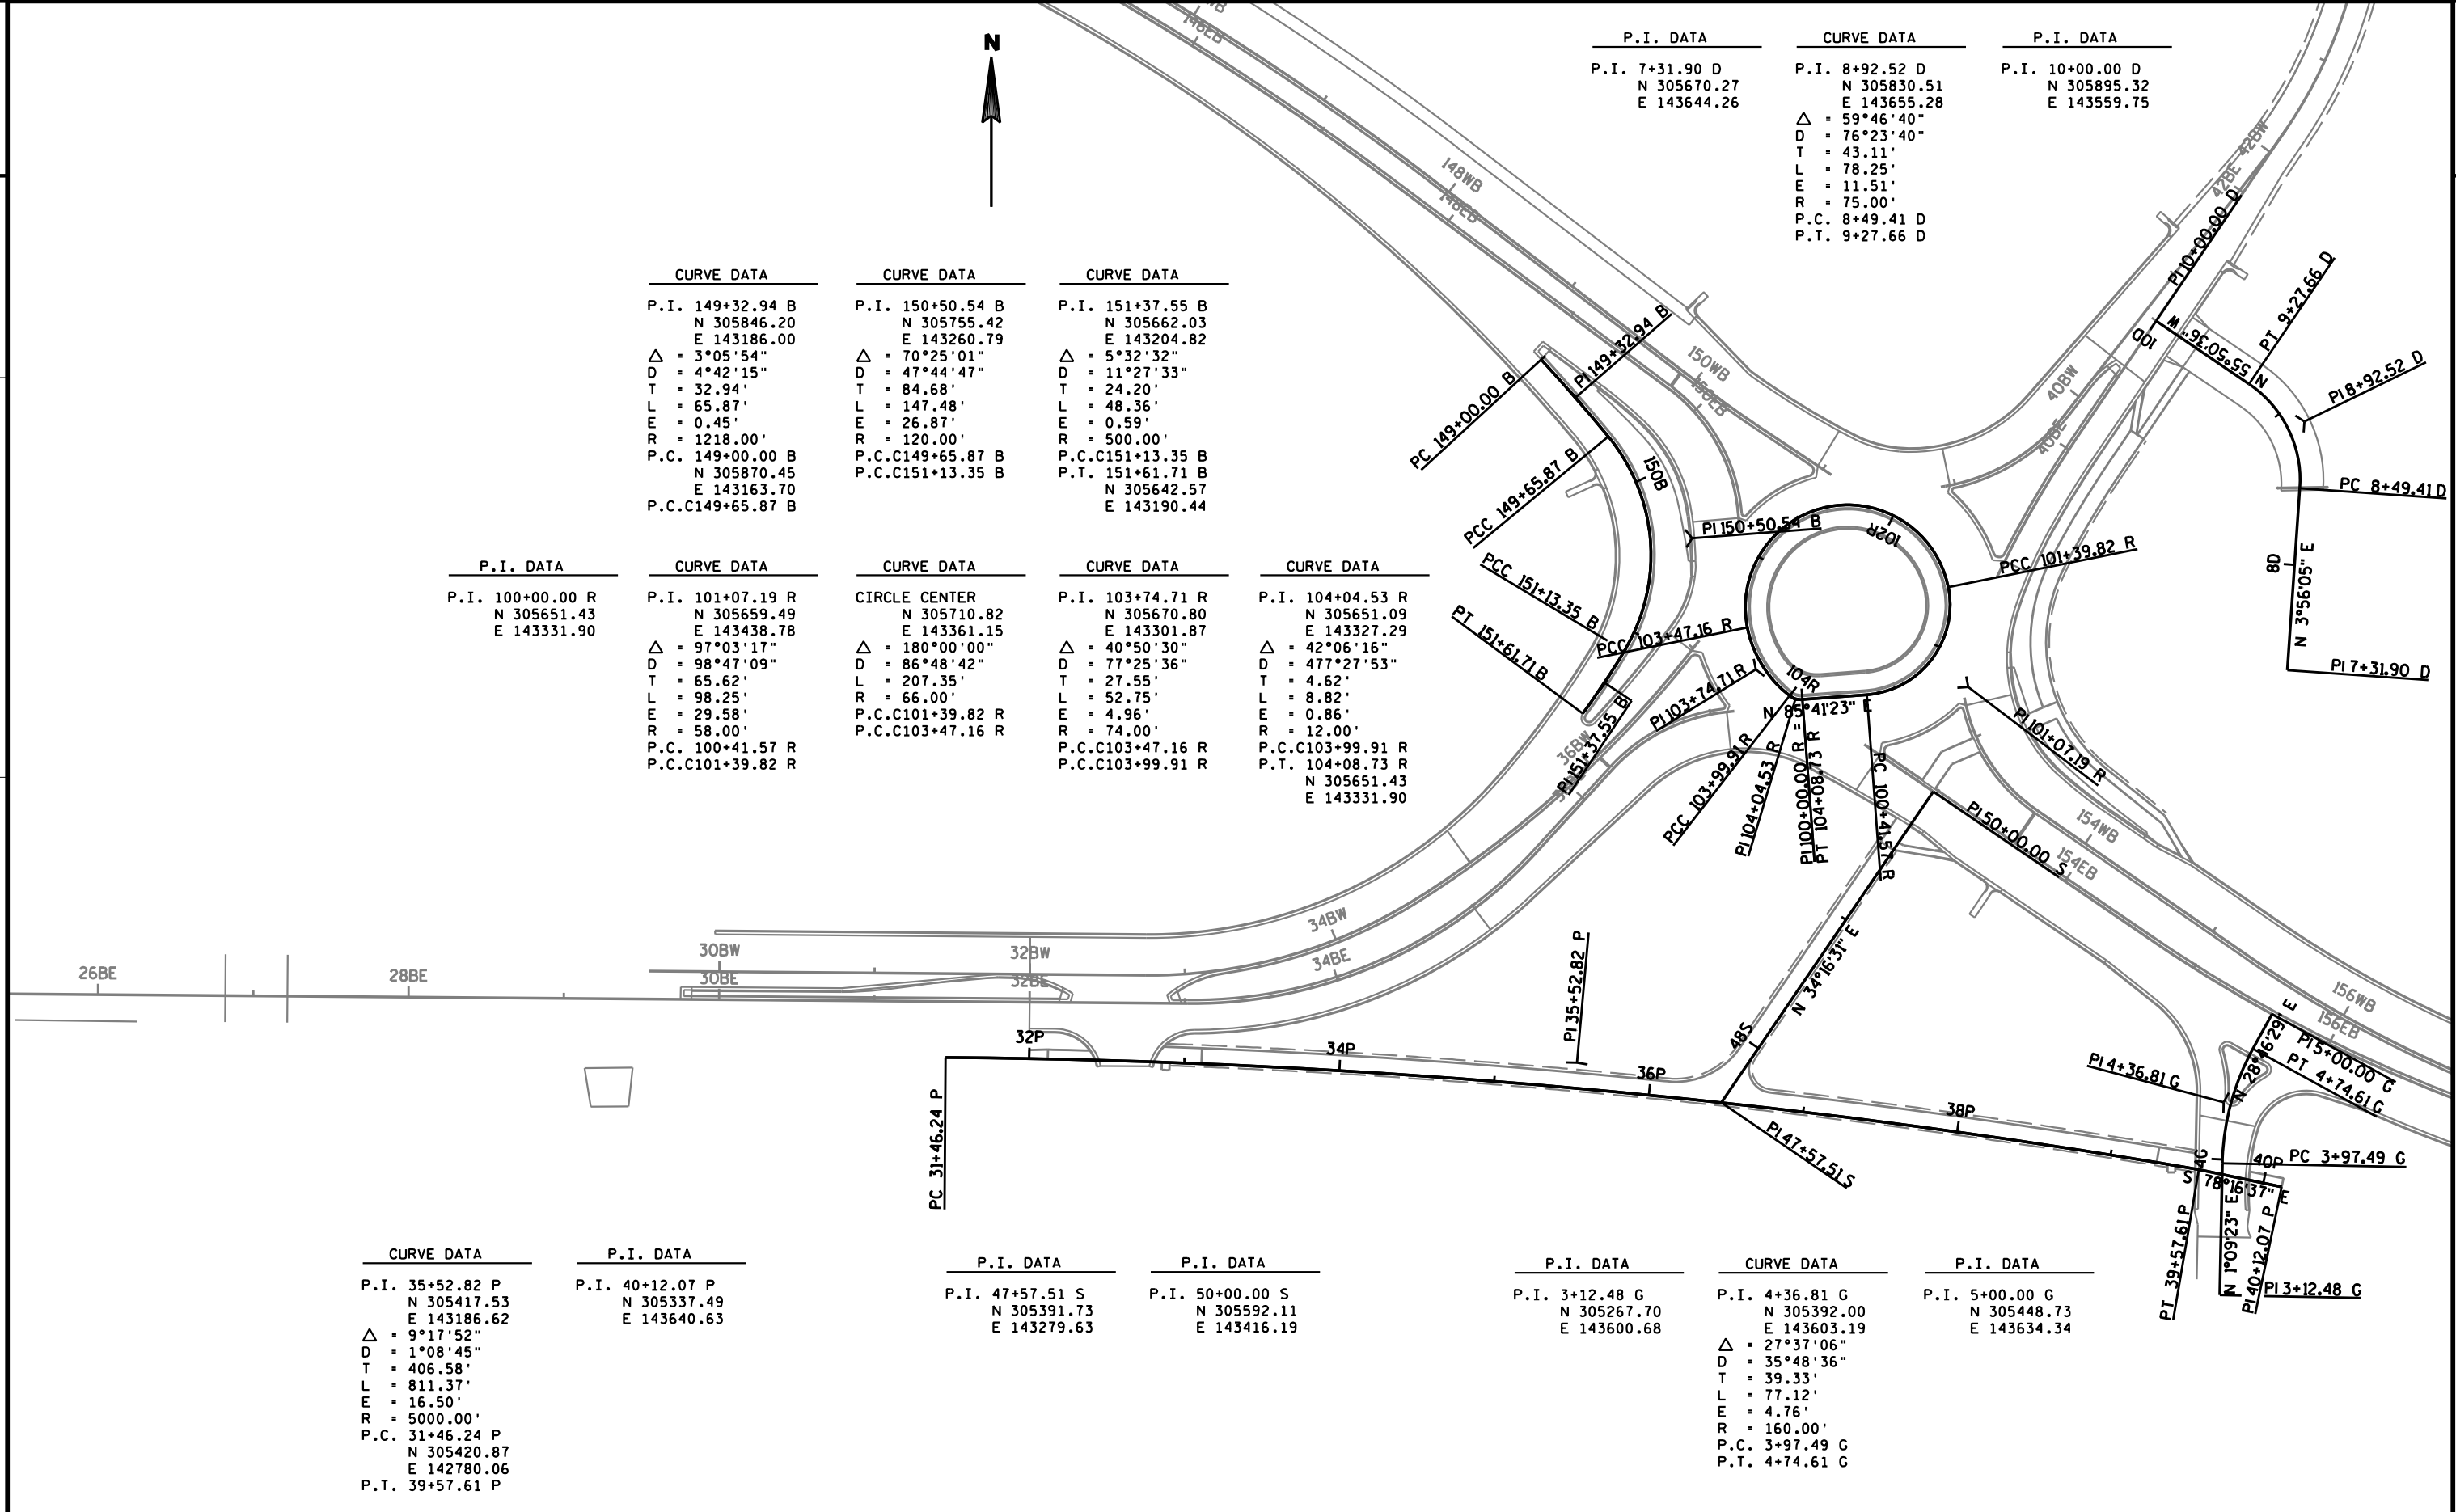 N
P.I. DATA
P.I. 7+31.90 D
N 305670.27
E 143644.26
CURVE DATA
P.I. 8+92.52 D
N 305830.51
E 143655.28
△ = 59°46'40"
D = 76°23'40"
T = 43.11'
L = 78.25'
E = 11.51'
R = 75.00'
P.C. 8+49.41 D
P.T. 9+27.66 D
P.I. DATA
P.I. 10+00.00 D
N 305895.32
E 143559.75
CURVE DATA
P.I. 149+32.94 B
N 305846.20
E 143186.00
△ = 3°05'54"
D = 4°42'15"
T = 32.94'
L = 65.87'
E = 0.45'
R = 1218.00'
P.C. 149+00.00 B
N 305870.45
E 143163.70
P.C.C149+65.87 B
CURVE DATA
P.I. 150+50.54 B
N 305755.42
E 143260.79
△ = 70°25'01"
D = 47°44'47"
T = 84.68'
L = 147.48'
E = 26.87'
R = 120.00'
P.C.C149+65.87 B
P.C.C151+13.35 B
CURVE DATA
P.I. 151+37.55 B
N 305662.03
E 143204.82
△ = 5°32'32"
D = 11°27'33"
T = 24.20'
L = 48.36'
E = 0.59'
R = 500.00'
P.C.C151+13.35 B
P.T. 151+61.71 B
N 305642.57
E 143190.44
P.I. DATA
P.I. 100+00.00 R
N 305651.43
E 143331.90
CURVE DATA
P.I. 101+07.19 R
N 305659.49
E 143438.78
△ = 97°03'17"
D = 98°47'09"
T = 65.62'
L = 98.25'
E = 29.58'
R = 58.00'
P.C. 100+41.57 R
P.C.C101+39.82 R
CURVE DATA
CIRCLE CENTER
N 305710.82
E 143361.15
△ = 180°00'00"
D = 86°48'42"
L = 207.35'
R = 66.00'
P.C.C101+39.82 R
P.C.C103+47.16 R
CURVE DATA
P.I. 103+74.71 R
N 305670.80
E 143301.87
△ = 40°50'30"
D = 77°25'36"
T = 27.55'
L = 52.75'
E = 4.96'
R = 74.00'
P.C.C103+47.16 R
P.C.C103+99.91 R
CURVE DATA
P.I. 104+04.53 R
N 305651.09
E 143327.29
△ = 42°06'16"
D = 477°27'53"
T = 4.62'
L = 8.82'
E = 0.86'
R = 12.00'
P.C.C103+99.91 R
P.T. 104+08.73 R
N 305651.43
E 143331.90
146EB
148WB
148EB
150WB
150EB
42BW
42BE
40BW
40BE
PI 10+00.00 D
10D
N 55°50'36" W
PT 9+27.66 D
PI 8+92.52 D
PC 8+49.41 D
8D
N 3°56'05" E
PI 7+31.90 D
PI 149+32.94 B
PC 149+00.00 B
PCC 149+65.87 B
150B
PI 150+50.54 B
PCC 151+13.35 B
PT 151+61.71 B
PI 151+37.55 B
102R
PCC 101+39.82 R
PCC 103+47.16 R
PI 103+74.71 R
104R
N 85°41'23" E
PCC 103+99.91 R
PI 104+04.53 R
PI 100+00.00 R =
PT 104+08.73 R
PC 100+41.57 R
PI 101+07.19 R
36BW
PI 50+00.00 S
154WB
154EB
156WB
156EB
26BE
28BE
30BW
30BE
32BW
32BE
34BW
34BE
PC 31+46.24 P
32P
34P
PI 35+52.82 P
36P
38P
40P
48S
N 34°16'31" E
PI 47+57.51 S
PI 4+36.81 G
N 28°46'29" E
PI 5+00.00 G
PT 4+74.61 G
PC 3+97.49 G
4G
S 78°16'37" E
PT 39+57.61 P
N 1°09'23" E
PI 40+12.07 P
PI 3+12.48 G
CURVE DATA
P.I. 35+52.82 P
N 305417.53
E 143186.62
△ = 9°17'52"
D = 1°08'45"
T = 406.58'
L = 811.37'
E = 16.50'
R = 5000.00'
P.C. 31+46.24 P
N 305420.87
E 142780.06
P.T. 39+57.61 P
P.I. DATA
P.I. 40+12.07 P
N 305337.49
E 143640.63
P.I. DATA
P.I. 47+57.51 S
N 305391.73
E 143279.63
P.I. DATA
P.I. 50+00.00 S
N 305592.11
E 143416.19
P.I. DATA
P.I. 3+12.48 G
N 305267.70
E 143600.68
CURVE DATA
P.I. 4+36.81 G
N 305392.00
E 143603.19
△ = 27°37'06"
D = 35°48'36"
T = 39.33'
L = 77.12'
E = 4.76'
R = 160.00'
P.C. 3+97.49 G
P.T. 4+74.61 G
P.I. DATA
P.I. 5+00.00 G
N 305448.73
E 143634.34